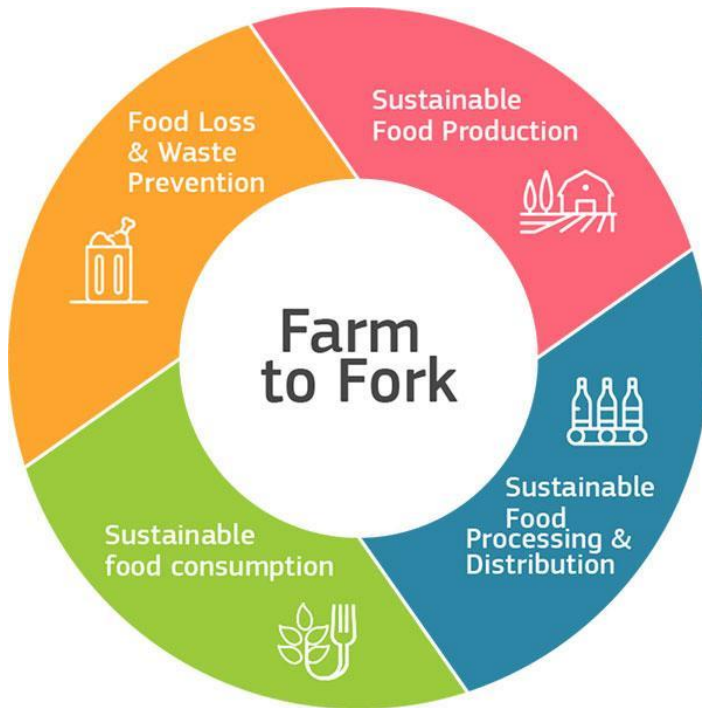 Farm
to Fork
Sustainable
Food Production
Sustainable
Food
Processing &
Distribution
Sustainable
food consumption
Food Loss
& Waste
Prevention